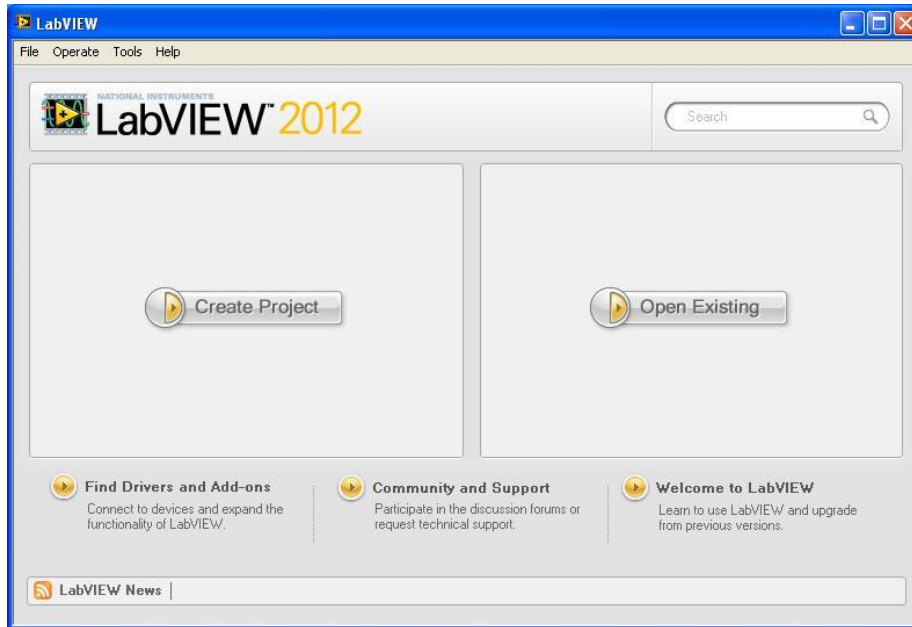 LabVIEW
File Operate Tools Help
NATIONAL INSTRUMENTS
LabVIEW™ 2012
Search
Create Project
Open Existing
Find Drivers and Add-ons
Connect to devices and expand the
functionality of LabVIEW.
Community and Support
Participate in the discussion forums or
request technical support.
Welcome to LabVIEW
Learn to use LabVIEW and upgrade
from previous versions.
LabVIEW News